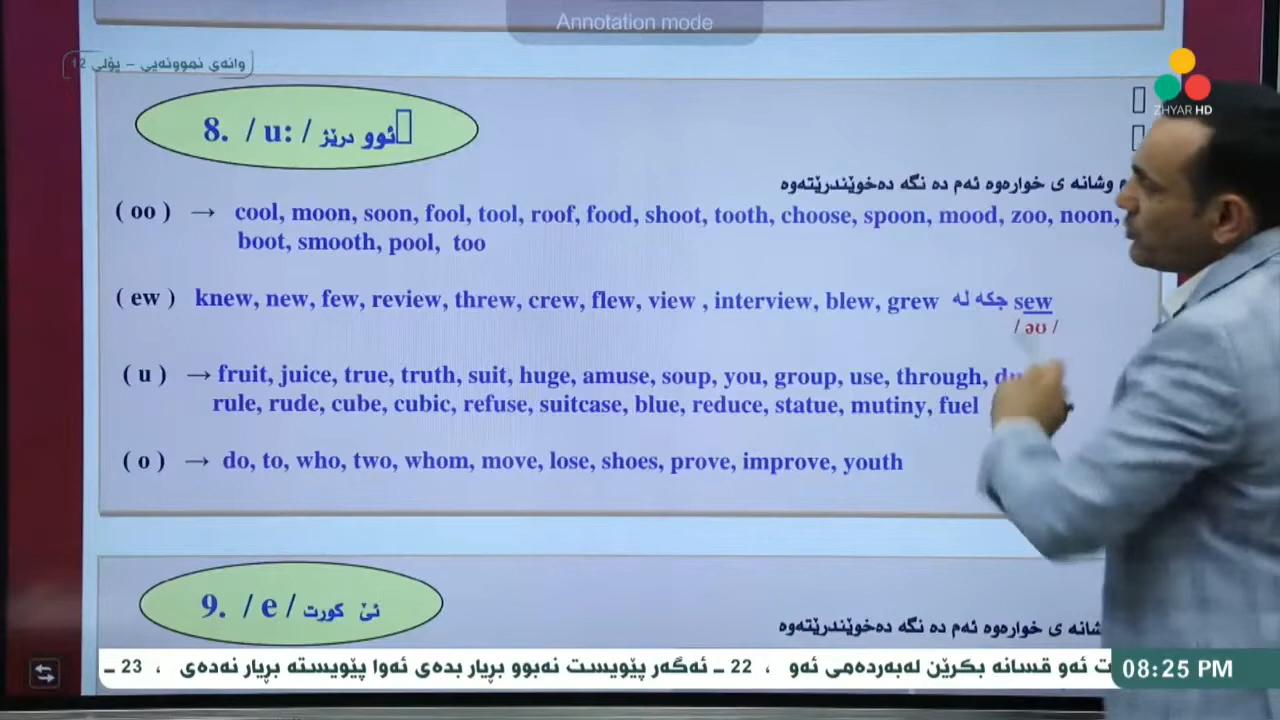 Annotation mode
وانەی نموونەیی – پۆلی 12
ZHYAR HD
8. / u: / ئوو درێژ
وشانە ی خوارەوە ئەم دە نگە دەخوێندرێتەوە
( oo ) → cool, moon, soon, fool, tool, roof, food, shoot, tooth, choose, spoon, mood, zoo, noon,
boot, smooth, pool, too
( ew ) knew, new, few, review, threw, crew, flew, view , interview, blew, grew جگە لە sew
/ əʊ /
( u ) → fruit, juice, true, truth, suit, huge, amuse, soup, you, group, use, through,
rule, rude, cube, cubic, refuse, suitcase, blue, reduce, statue, mutiny, fuel
( o ) → do, to, who, two, whom, move, lose, shoes, prove, improve, youth
9. / e / ئێ کورت
خوارەوە ئەم دە نگە دەخوێندرێتەوە
ئەو قسانە بکرێن لەبەردەمی ئەو ، 22 ـ ئەگەر پێویست نەبوو بڕیار بدەی ئەوا پێویستە بڕیار نەدەی ، 23 ـ
08:25 PM